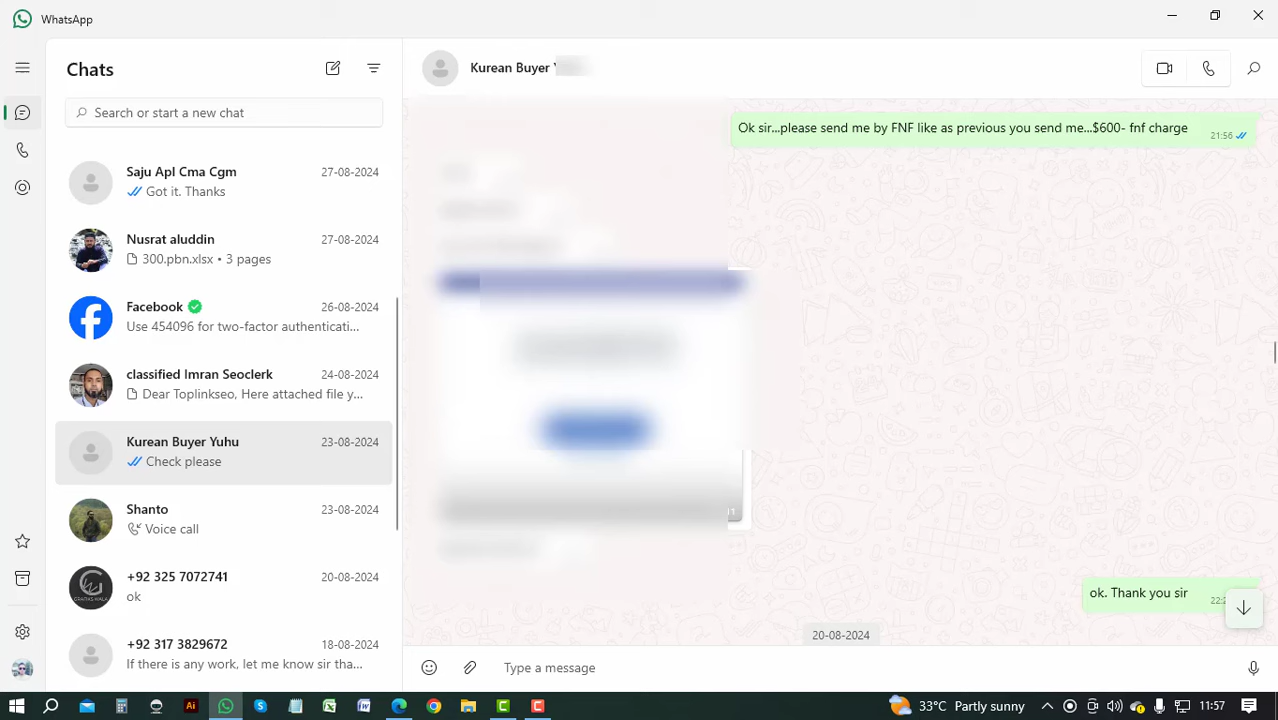 WhatsApp
Chats
Search or start a new chat
Saju Apl Cma Cgm
27-08-2024
Got it. Thanks
Nusrat aluddin
27-08-2024
300.pbn.xlsx • 3 pages
Facebook
26-08-2024
Use 454096 for two-factor authenticati...
classified Imran Seoclerk
24-08-2024
Dear Toplinkseo, Here attached file y...
Kurean Buyer Yuhu
23-08-2024
Check please
Shanto
23-08-2024
Voice call
+92 325 7072741
20-08-2024
ok
+92 317 3829672
18-08-2024
If there is any work, let me know sir tha...
Kurean Buyer
Ok sir...please send me by FNF like as previous you send me...$600- fnf charge
21:56
ok. Thank you sir
20-08-2024
Type a message
33°C Partly sunny
11:57